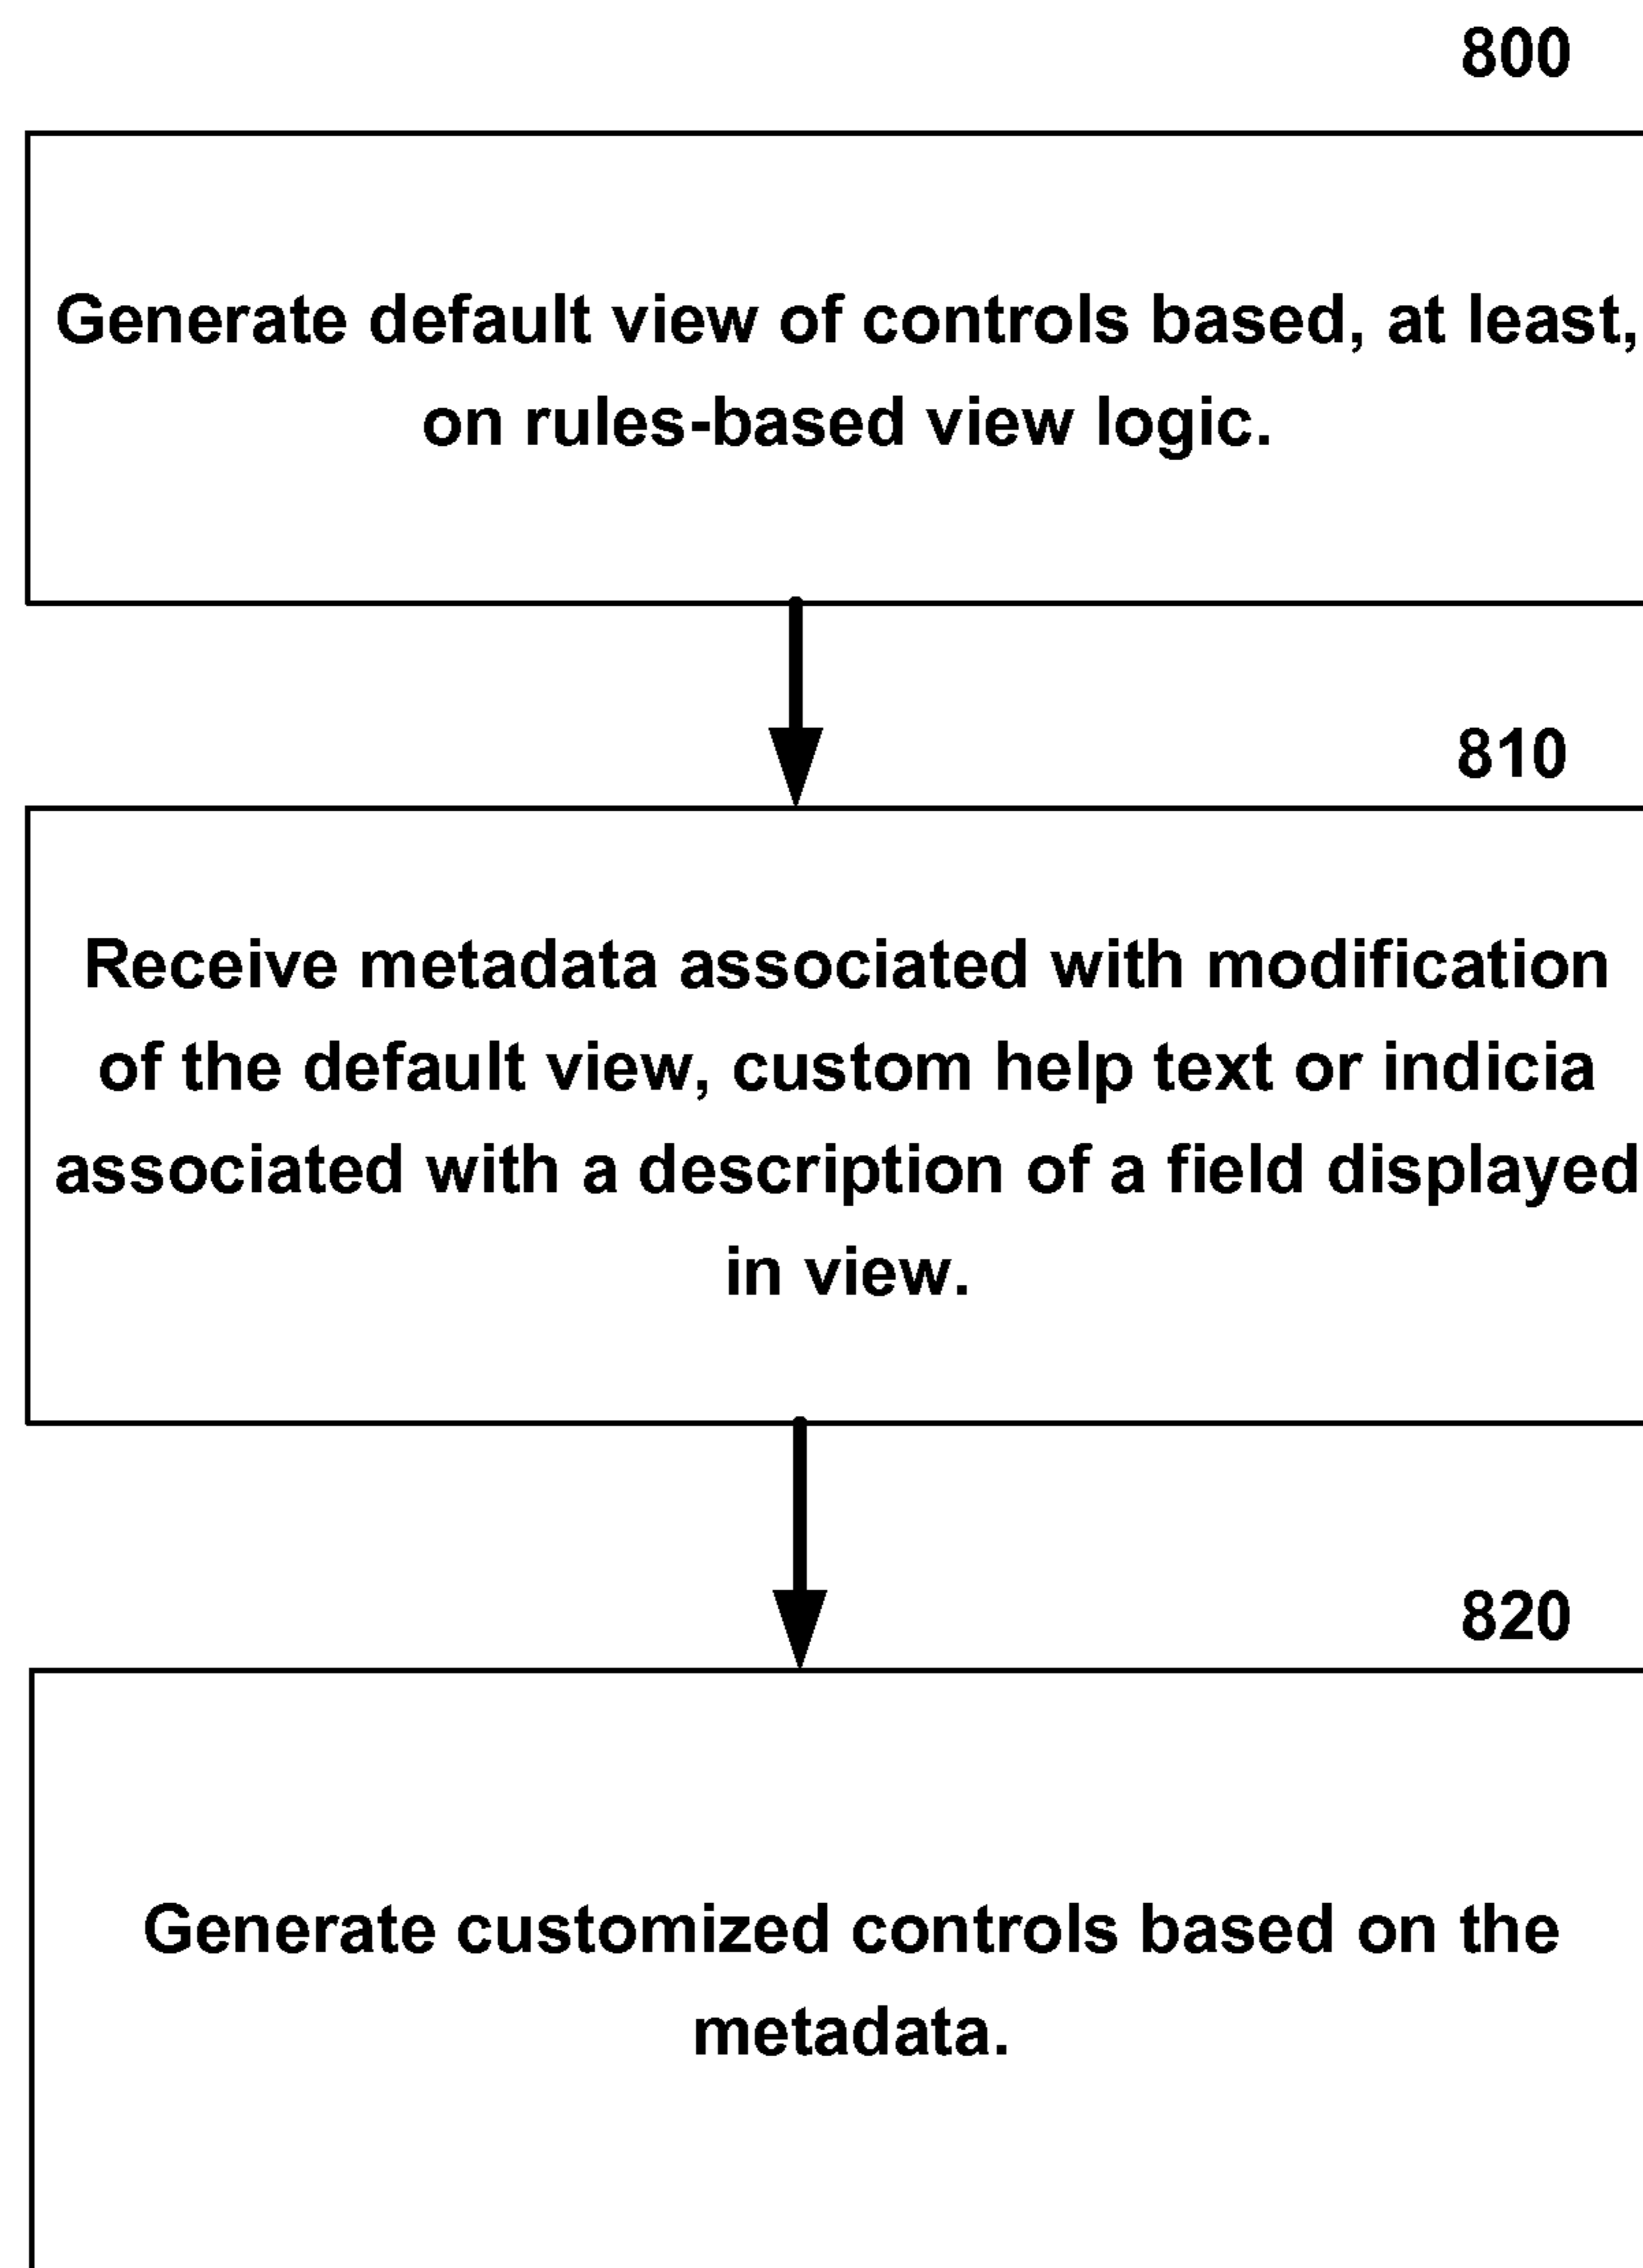 800
Generate default view of controls based, at least,
on rules-based view logic.
810
Receive metadata associated with modification
of the default view, custom help text or indicia
associated with a description of a field displayed
in view.
820
Generate customized controls based on the
metadata.